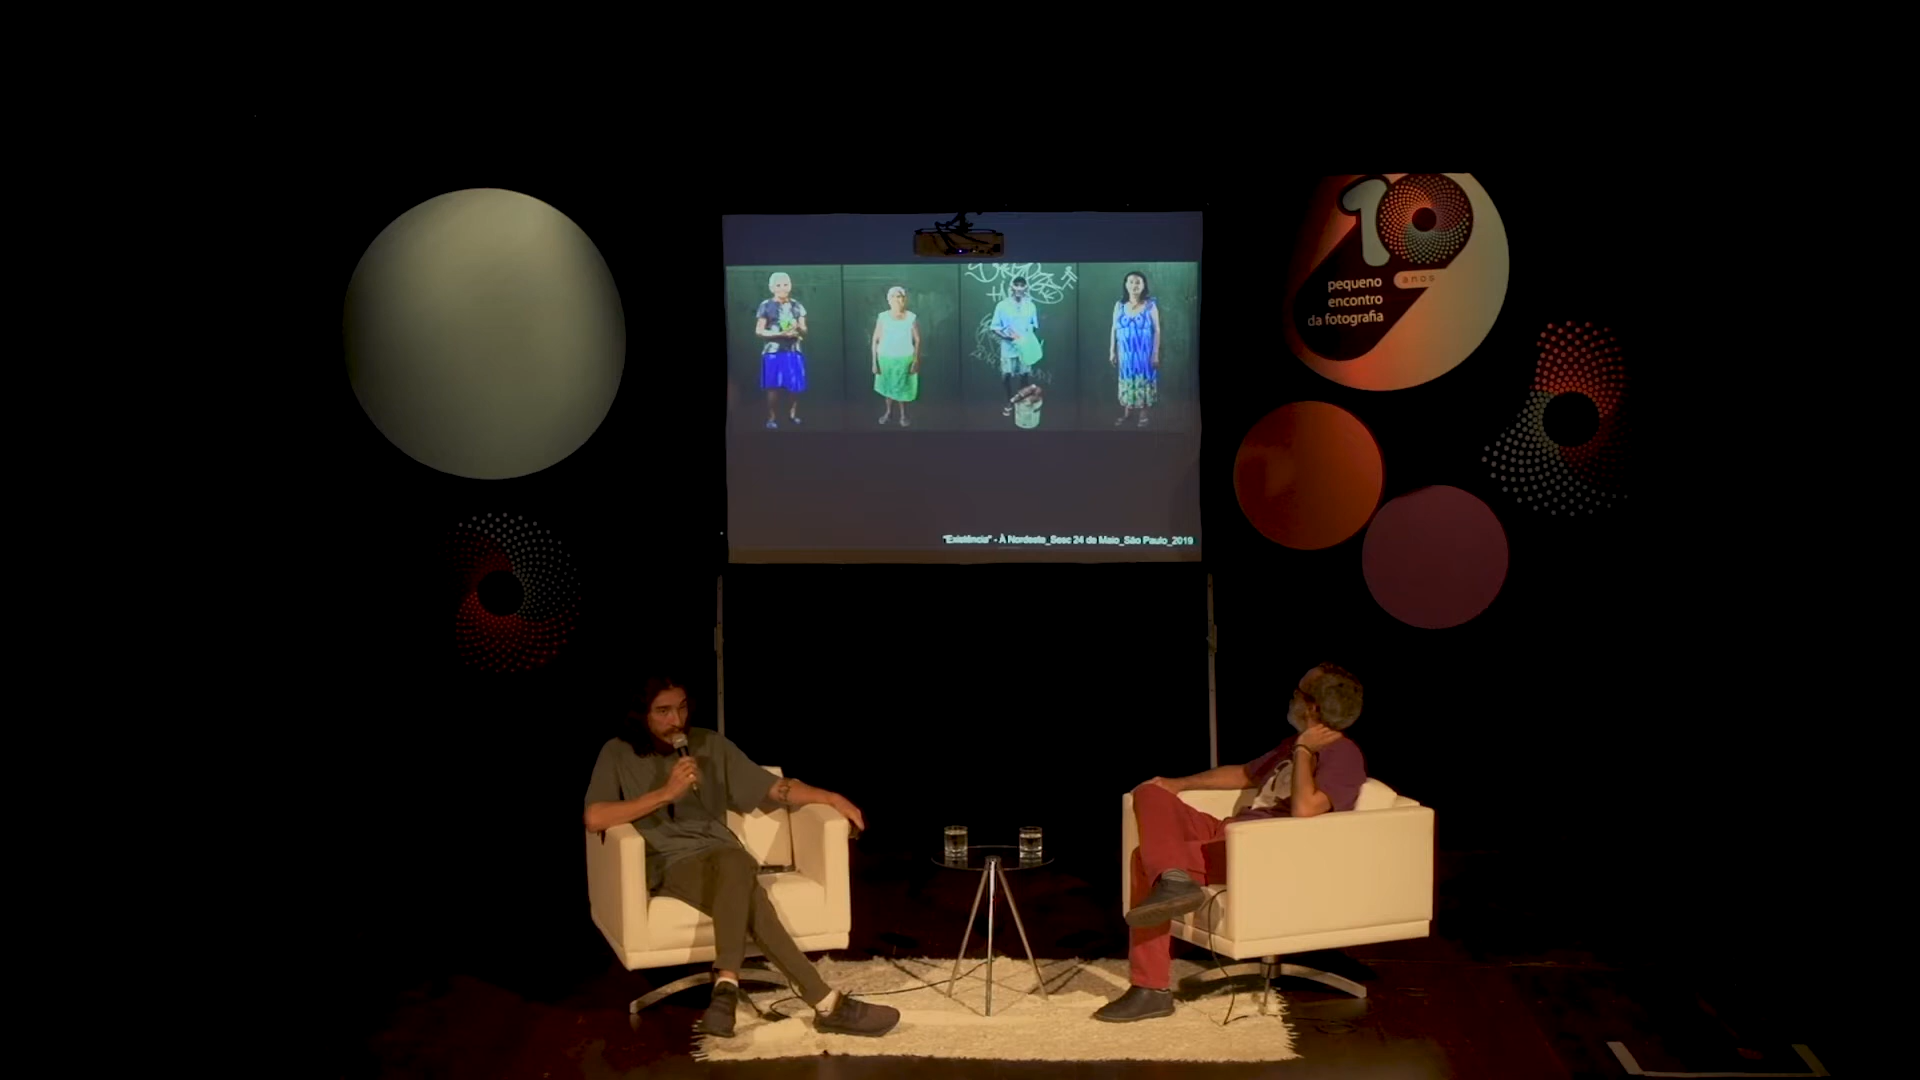 10
anos
pequeno
encontro
da fotografia
"Existência" - À Nordeste_Sesc 24 de Maio_São Paulo_2019